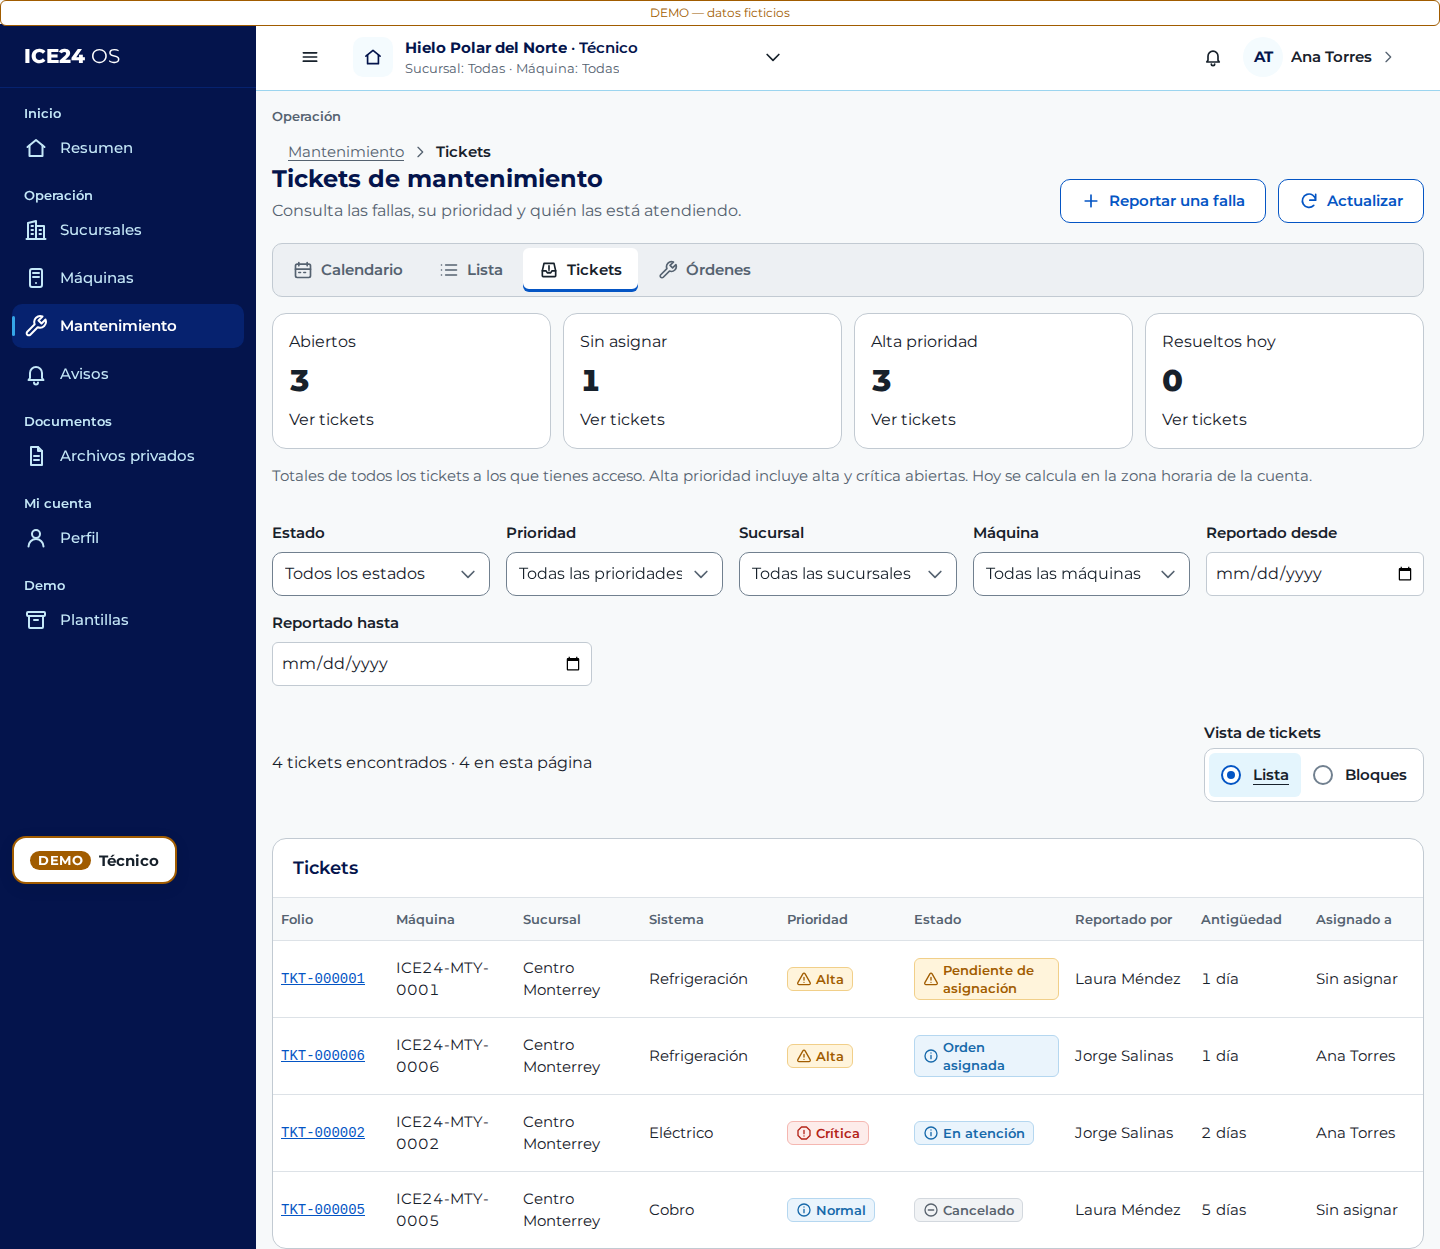 DEMO — datos ficticios
ICE24 OS
Inicio
Resumen
Operación
Sucursales
Máquinas
Mantenimiento
Avisos
Documentos
Archivos privados
Mi cuenta
Perfil
Demo
Plantillas
DEMO Técnico
Hielo Polar del Norte · Técnico
Sucursal: Todas · Máquina: Todas
AT Ana Torres
Operación
Mantenimiento > Tickets
Tickets de mantenimiento
Consulta las fallas, su prioridad y quién las está atendiendo.
Reportar una falla
Actualizar
Calendario
Lista
Tickets
Órdenes
Abiertos
3
Ver tickets
Sin asignar
1
Ver tickets
Alta prioridad
3
Ver tickets
Resueltos hoy
0
Ver tickets
Totales de todos los tickets a los que tienes acceso. Alta prioridad incluye alta y crítica abiertas. Hoy se calcula en la zona horaria de la cuenta.
Estado
Todos los estados
Prioridad
Todas las prioridades
Sucursal
Todas las sucursales
Máquina
Todas las máquinas
Reportado desde
mm/dd/yyyy
Reportado hasta
mm/dd/yyyy
4 tickets encontrados · 4 en esta página
Vista de tickets
Lista
Bloques
Tickets
Folio Máquina Sucursal Sistema Prioridad Estado Reportado por Antigüedad Asignado a
TKT-000001 ICE24-MTY-0001 Centro Monterrey Refrigeración Alta Pendiente de asignación Laura Méndez 1 día Sin asignar
TKT-000006 ICE24-MTY-0006 Centro Monterrey Refrigeración Alta Orden asignada Jorge Salinas 1 día Ana Torres
TKT-000002 ICE24-MTY-0002 Centro Monterrey Eléctrico Crítica En atención Jorge Salinas 2 días Ana Torres
TKT-000005 ICE24-MTY-0005 Centro Monterrey Cobro Normal Cancelado Laura Méndez 5 días Sin asignar